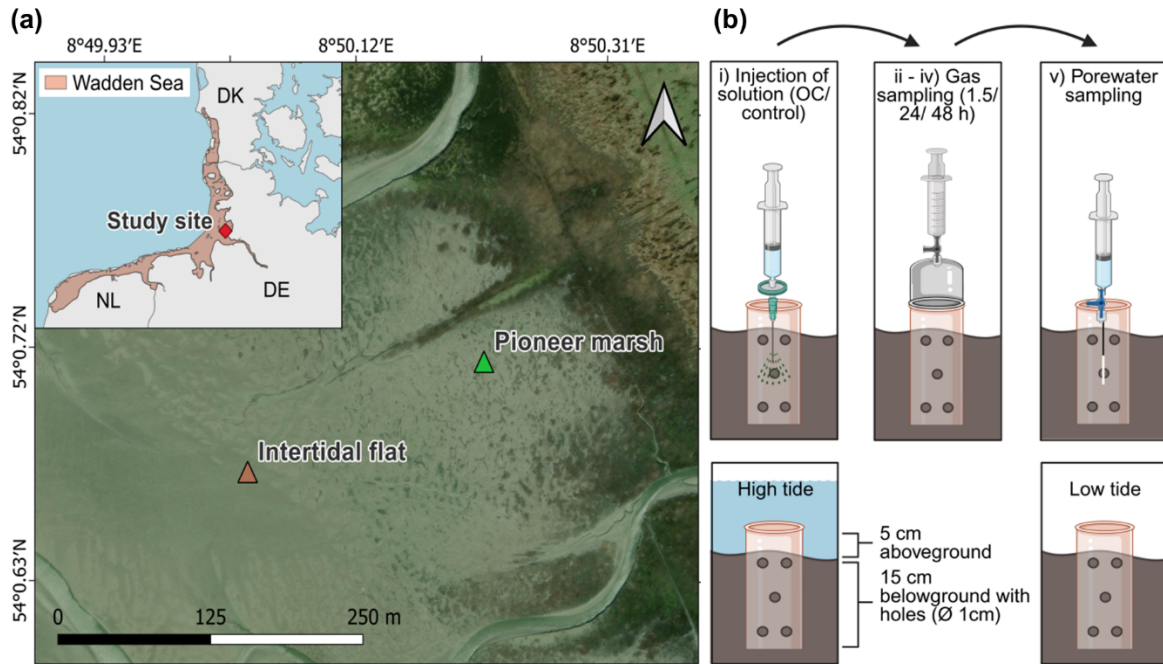 (a)
8°49.93′E
8°50.12′E
8°50.31′E
54°0.82′N
54°0.72′N
54°0.63′N
Wadden Sea
DK
Study site
NL
DE
Pioneer marsh
Intertidal flat
0
125
250 m
(b)
i) Injection of
solution (OC/
control)
ii - iv) Gas
sampling (1.5/
24/ 48 h)
v) Porewater
sampling
High tide
5 cm
aboveground
15 cm
belowground with
holes (Ø 1cm)
Low tide